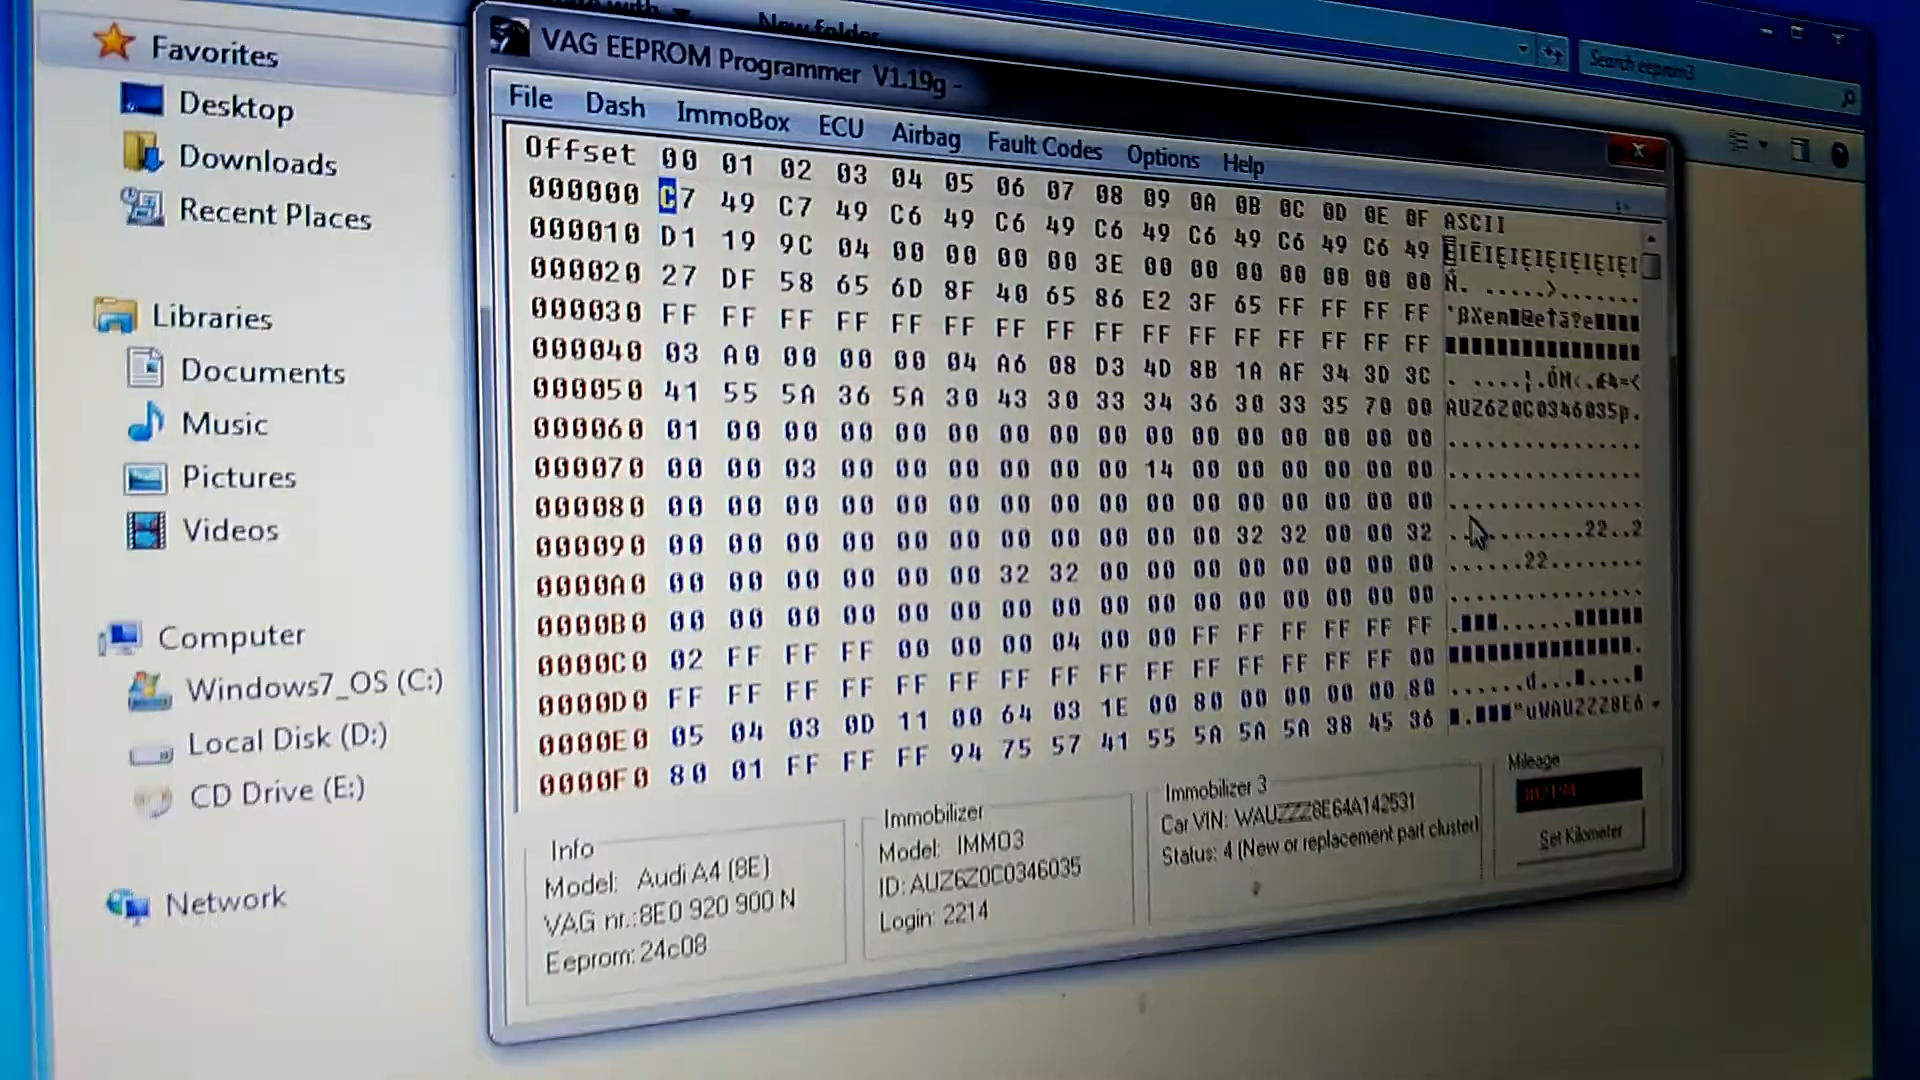 Favorites
Desktop
Downloads
Recent Places
Libraries
Documents
Music
Pictures
Videos
Computer
Windows7_OS (C:)
Local Disk (D:)
CD Drive (E:)
Network
New folder
Search eeprom3
VAG EEPROM Programmer V1.19g -
File Dash ImmoBox ECU Airbag Fault Codes Options Help
Offset 00 01 02 03 04 05 06 07 08 09 0A 0B 0C 0D 0E 0F ASCII
000000 C7 49 C7 49 C6 49 C6 49 C6 49 C6 49 C6 49 C6 49
000010 D1 19 9C 04 00 00 00 00 3E 00 00 00 00 00 00 00
000020 27 DF 58 65 6D 8F 40 65 86 E2 3F 65 FF FF FF FF
000030 FF FF FF FF FF FF FF FF FF FF FF FF FF FF FF FF
000040 03 A0 00 00 00 04 A6 08 D3 4D 8B 1A AF 34 3D 3C
000050 41 55 5A 36 5A 30 43 30 33 34 36 30 33 35 70 00 AUZ6Z0C0346035p.
000060 01 00 00 00 00 00 00 00 00 00 00 00 00 00 00 00 ................
000070 00 00 03 00 00 00 00 00 00 14 00 00 00 00 00 00 ................
000080 00 00 00 00 00 00 00 00 00 00 00 00 00 00 00 00 ................
000090 00 00 00 00 00 00 00 00 00 00 00 32 32 00 00 32 ...........22..2
0000A0 00 00 00 00 00 00 32 32 00 00 00 00 00 00 00 00 ......22........
0000B0 00 00 00 00 00 00 00 00 00 00 00 00 00 00 00 00 ................
0000C0 02 FF FF FF 00 00 00 04 00 00 FF FF FF FF FF FF
0000D0 FF FF FF FF FF FF FF FF FF FF FF FF FF FF FF 00
0000E0 05 04 03 0D 11 00 64 03 1E 00 80 00 00 00 00 80
0000F0 80 01 FF FF FF 94 75 57 41 55 5A 5A 5A 38 45 36
Info
Model: Audi A4 (8E)
VAG nr.:8E0 920 900 N
Eeprom: 24c08
Immobilizer
Model: IMMO3
ID: AUZ6Z0C0346035
Login: 2214
Immobilizer 3
Car VIN: WAUZZZ8E64A142531
Status: 4 (New or replacement part cluster)
Mileage
Set Kilometer